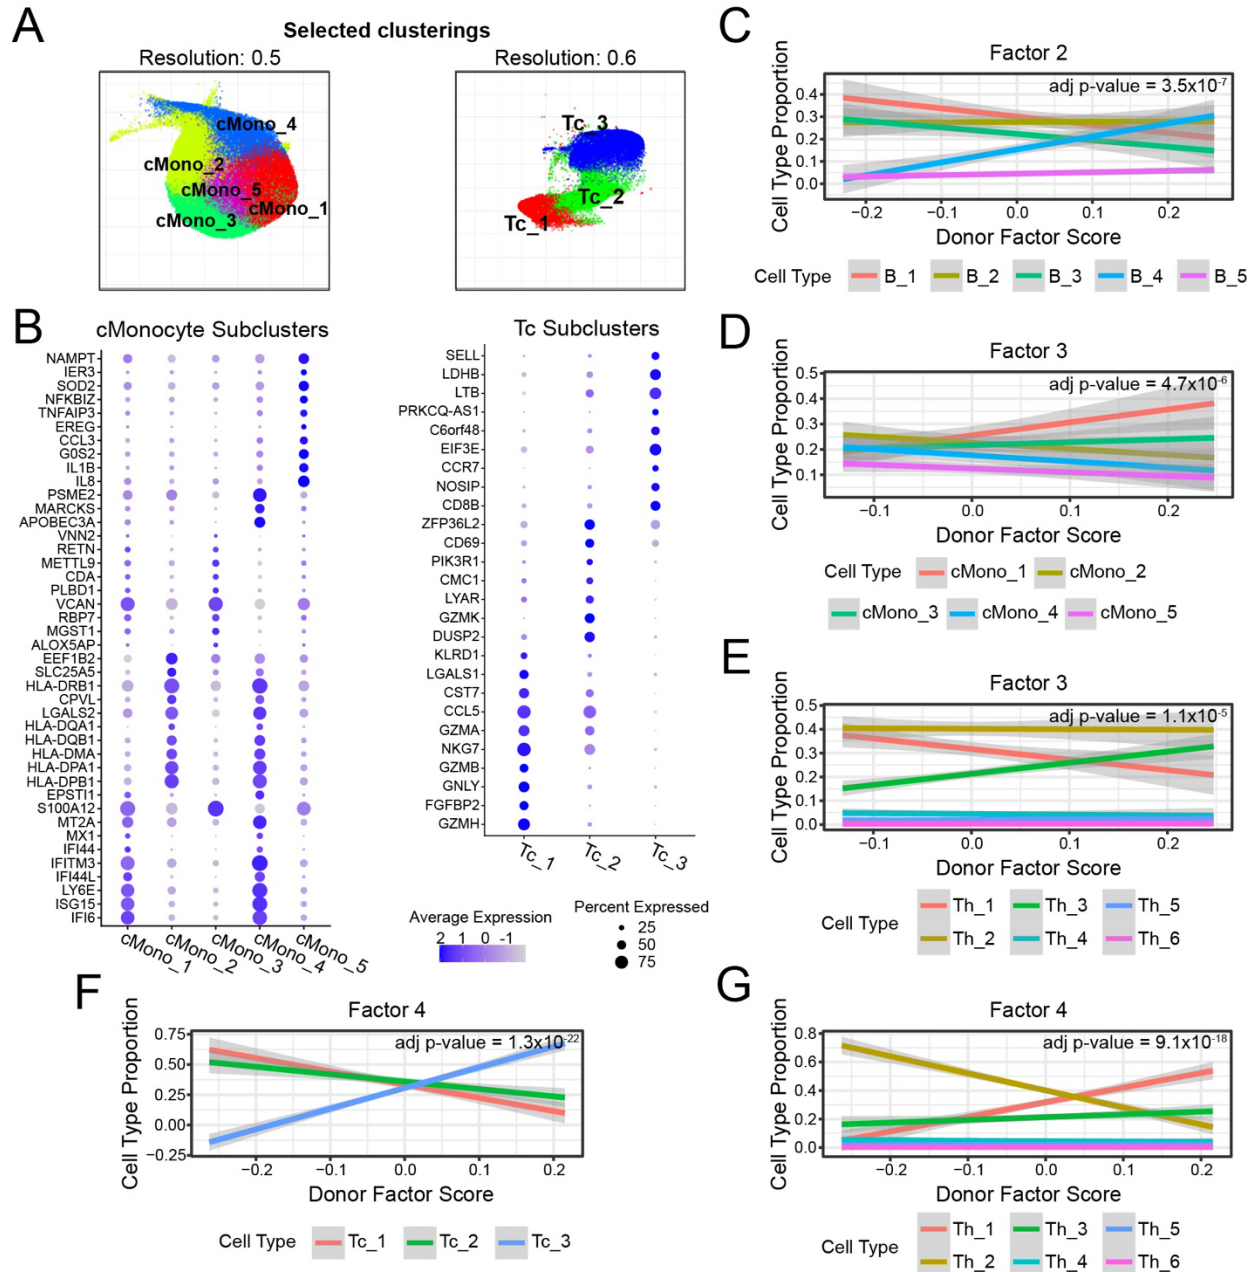 A
Selected clusterings
Resolution: 0.5
cMono_4
cMono_2
cMono_5
cMono_1
cMono_3
Resolution: 0.6
Tc_3
Tc_2
Tc_1
B
cMonocyte Subclusters
NAMPT
IER3
SOD2
NFKBIZ
TNFAIP3
EREG
CCL3
G0S2
IL1B
IL8
PSME2
MARCKS
APOBEC3A
VNN2
RETN
METTL9
CDA
PLBD1
VCAN
RBP7
MGST1
ALOX5AP
EEF1B2
SLC25A5
HLA-DRB1
CPVL
LGALS2
HLA-DQA1
HLA-DQB1
HLA-DMA
HLA-DPA1
HLA-DPB1
EPSTI1
S100A12
MT2A
MX1
IFI44
IFITM3
IFI44L
LY6E
ISG15
IFI6
cMono_1 cMono_2 cMono_3 cMono_4 cMono_5
Tc Subclusters
SELL
LDHB
LTB
PRKCQ-AS1
C6orf48
EIF3E
CCR7
NOSIP
CD8B
ZFP36L2
CD69
PIK3R1
CMC1
LYAR
GZMK
DUSP2
KLRD1
LGALS1
CST7
CCL5
GZMA
NKG7
GZMB
GNLY
FGFBP2
GZMH
Tc_1 Tc_2 Tc_3
Average Expression
2 1 0 -1
Percent Expressed
25
50
75
C
Factor 2
adj p-value = 3.5x10-7
Cell Type Proportion
0.4
0.3
0.2
0.1
0.0
−0.2 −0.1 0.0 0.1 0.2
Donor Factor Score
Cell Type B_1 B_2 B_3 B_4 B_5
D
Factor 3
adj p-value = 4.7x10-6
Cell Type Proportion
0.5
0.4
0.3
0.2
0.1
−0.1 0.0 0.1 0.2
Donor Factor Score
Cell Type cMono_1 cMono_2
cMono_3 cMono_4 cMono_5
E
Factor 3
adj p-value = 1.1x10-5
Cell Type Proportion
0.5
0.4
0.3
0.2
0.1
0.0
−0.1 0.0 0.1 0.2
Donor Factor Score
Th_1 Th_3 Th_5
Cell Type
Th_2 Th_4 Th_6
F
Factor 4
adj p-value = 1.3x10-22
Cell Type Proportion
0.75
0.50
0.25
0.00
−0.25
−0.2 −0.1 0.0 0.1 0.2
Donor Factor Score
Cell Type Tc_1 Tc_2 Tc_3
G
Factor 4
adj p-value = 9.1x10-18
Cell Type Proportion
0.8
0.6
0.4
0.2
0.0
−0.2 −0.1 0.0 0.1 0.2
Donor Factor Score
Th_1 Th_3 Th_5
Cell Type
Th_2 Th_4 Th_6